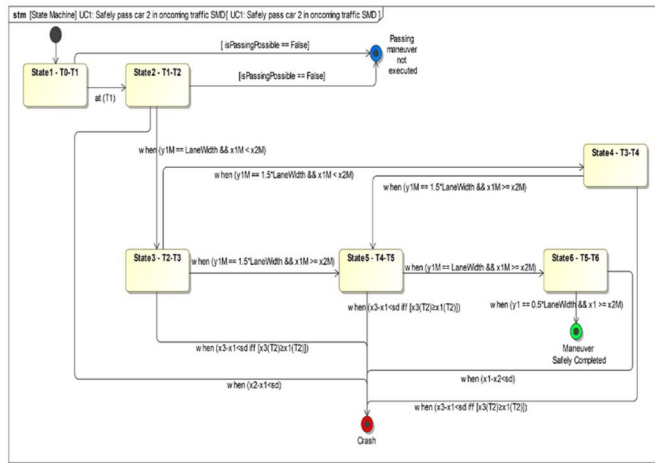 stm [State Machine] UC1: Safely pass car 2 in oncoming traffic SMD[ UC1: Safely pass car 2 in oncoming traffic SMD]
[ isPassingPossible == False]
Passing
maneuver
not
executed
State1 - T0-T1
State2 - T1-T2
[isPassingPossible == False]
at (T1)
when (y1M == LaneWidth && x1M < x2M)
State4 - T3-T4
when (y1M == 1.5*LaneWidth && x1M < x2M)
when (y1M == 1.5*LaneWidth && x1M >= x2M)
State3 - T2-T3
when (y1M == 1.5*LaneWidth && x1M >= x2M)
State5 - T4-T5
when (y1M == LaneWidth && x1M >= x2M)
State6 - T5-T6
when (x3-x1<sd iff [x3(T2)≥x1(T2)])
when (y1 == 0.5*LaneWidth && x1 >= x2M)
when (x3-x1<sd iff [x3(T2)≥x1(T2)])
Maneuver
Safely Completed
when (x2-x1<sd)
when (x1-x2<sd)
when (x3-x1<sd iff [x3(T2)≥x1(T2)])
Crash